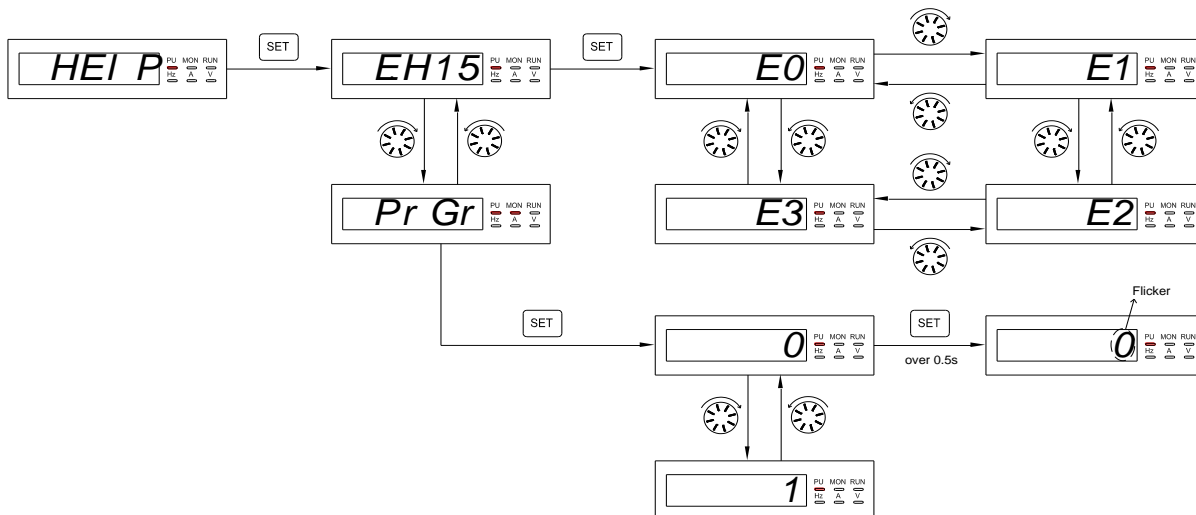 SET
HEI P
PU MON RUN
Hz A V
EH15
PU MON RUN
Hz A V
SET
E0
PU MON RUN
Hz A V
E1
PU MON RUN
Hz A V
Pr Gr
PU MON RUN
Hz A V
E3
PU MON RUN
Hz A V
E2
PU MON RUN
Hz A V
SET
0
PU MON RUN
Hz A V
SET
over 0.5s
Flicker
0
PU MON RUN
Hz A V
1
PU MON RUN
Hz A V